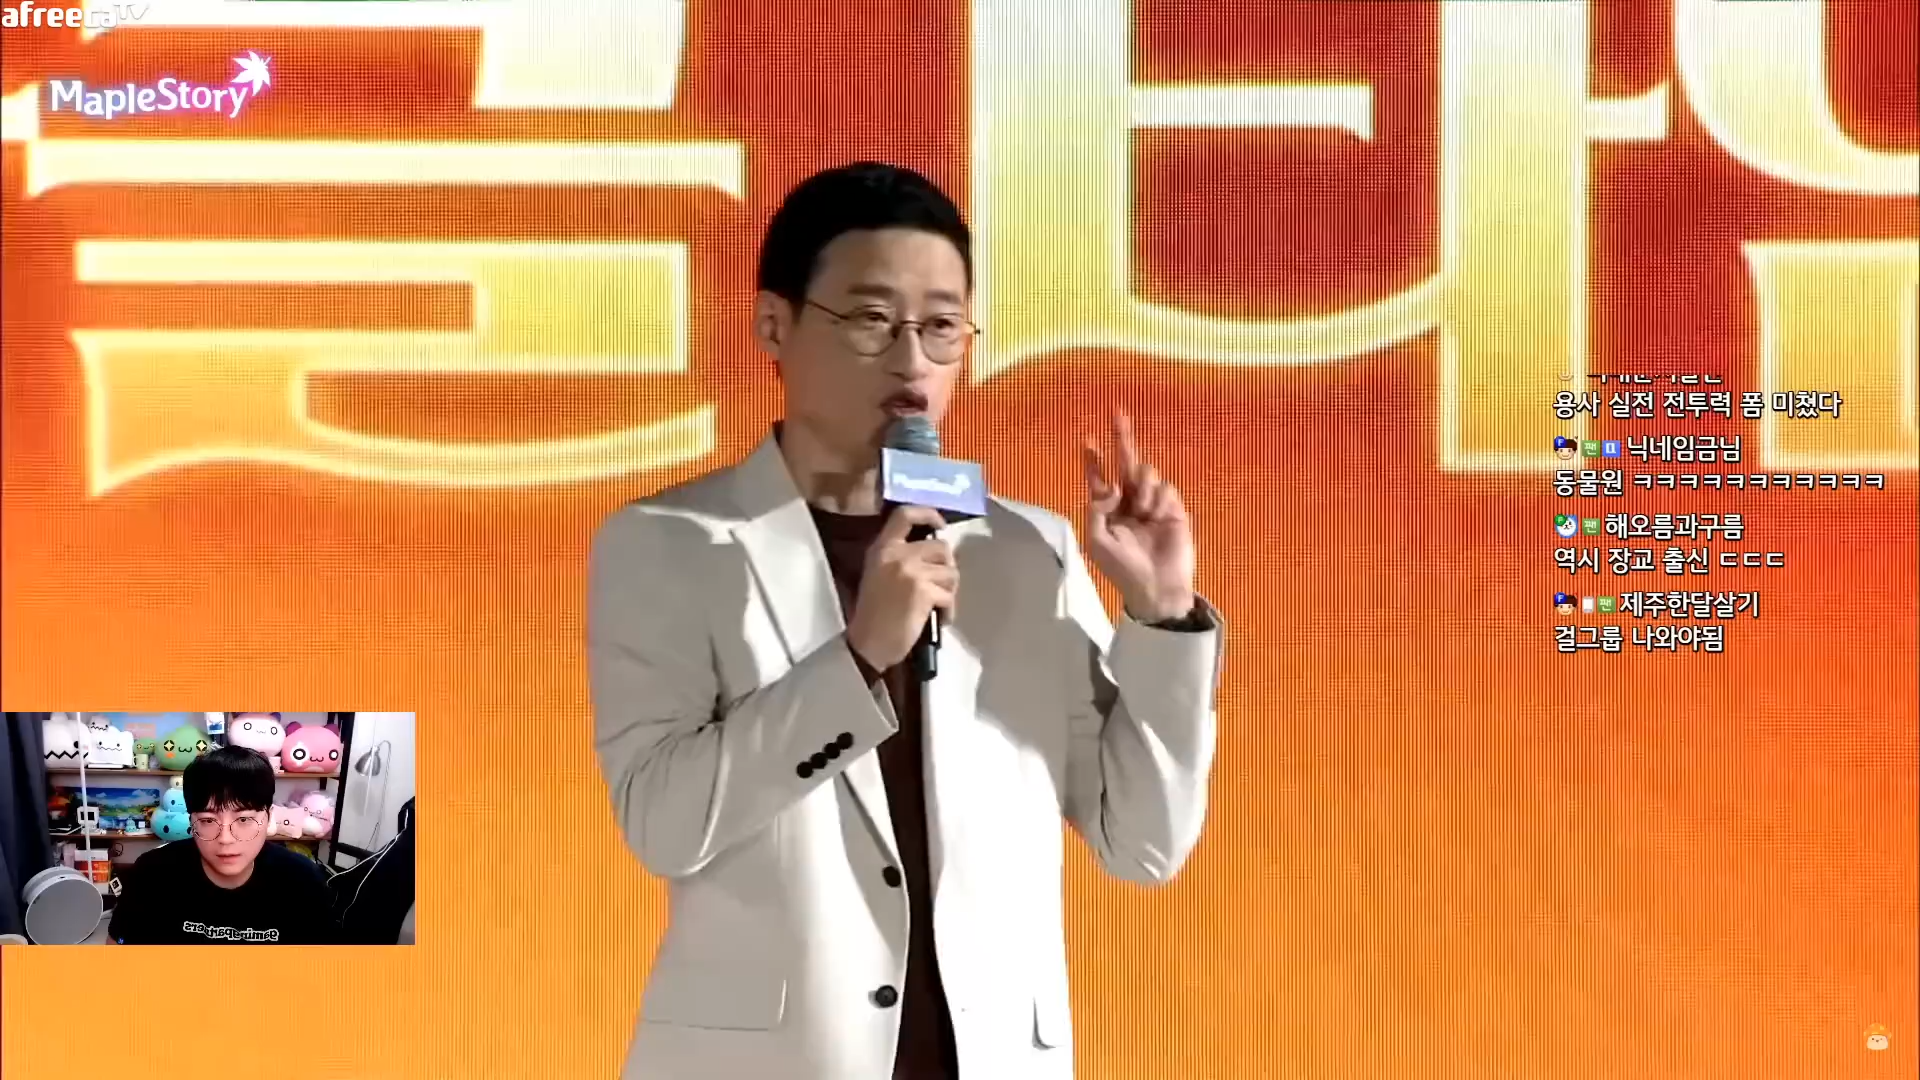 afreecaTV
MapleStory
용사 실전 전투력 폼 미쳤다
닉네임금님
동물원 ㅋㅋㅋㅋㅋㅋㅋㅋㅋㅋㅋ
해오름과구름
역시 장교 출신 ㄷㄷㄷ
제주한달살기
걸그룹 나와야됨
MapleStory